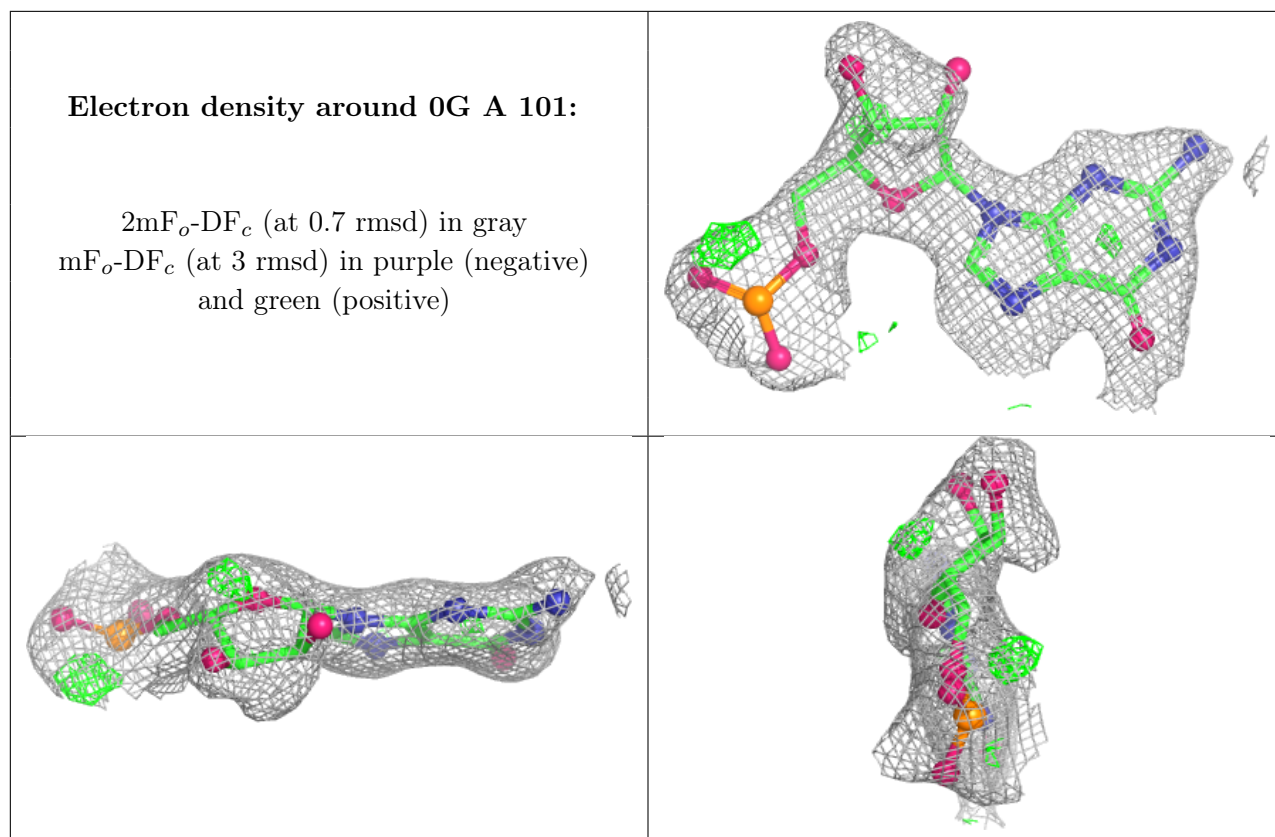 Electron density around 0G A 101:
2mFo-DFc (at 0.7 rmsd) in gray
mFo-DFc (at 3 rmsd) in purple (negative)
and green (positive)